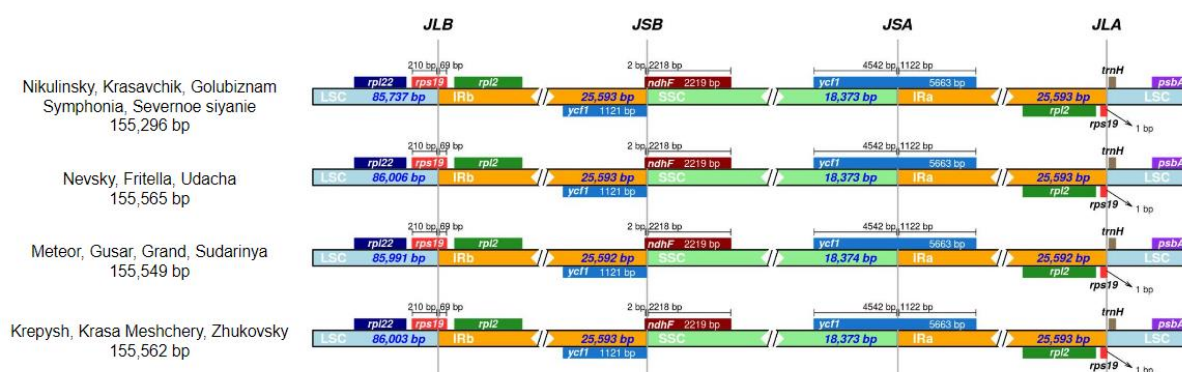 JLB JSB JSA JLA
210 bp 69 bp 2 bp 2218 bp 4542 bp 1122 bp trnH
rpl22 rps19 rpl2 ndhF 2219 bp ycf1 5663 bp psbA
Nikulinsky, Krasavchik, Golubiznam
Symphonia, Severnoe siyanie
155,296 bp
LSC 85,737 bp IRb 25,593 bp SSC 18,373 bp IRa 25,593 bp LSC
ycf1 1121 bp rpl2 rps19 1 bp
210 bp 69 bp 2 bp 2218 bp 4542 bp 1122 bp trnH
rpl22 rps19 rpl2 ndhF 2219 bp ycf1 5663 bp psbA
Nevsky, Fritella, Udacha
155,565 bp
LSC 86,006 bp IRb 25,593 bp SSC 18,373 bp IRa 25,593 bp LSC
ycf1 1121 bp rpl2 rps19 1 bp
210 bp 69 bp 2 bp 2218 bp 4542 bp 1122 bp trnH
rpl22 rps19 rpl2 ndhF 2219 bp ycf1 5663 bp psbA
Meteor, Gusar, Grand, Sudarinya
155,549 bp
LSC 85,991 bp IRb 25,592 bp SSC 18,374 bp IRa 25,592 bp LSC
ycf1 1121 bp rpl2 rps19 1 bp
210 bp 69 bp 2 bp 2218 bp 4542 bp 1122 bp trnH
rpl22 rps19 rpl2 ndhF 2219 bp ycf1 5663 bp psbA
Krepysh, Krasa Meshchery, Zhukovsky
155,562 bp
LSC 86,003 bp IRb 25,593 bp SSC 18,373 bp IRa 25,593 bp LSC
ycf1 1121 bp rpl2 rps19 1 bp